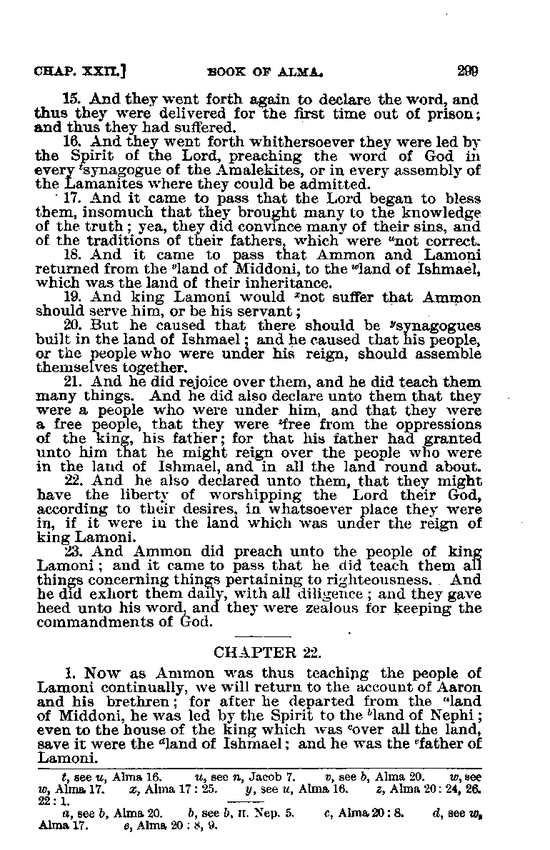 CHAP. XXII.] BOOK OF ALMA. 299
15. And they went forth again to declare the word, and
thus they were delivered for the first time out of prison;
and thus they had suffered.
16. And they went forth whithersoever they were led by
the Spirit of the Lord, preaching the word of God in
every ᵗsynagogue of the Amalekites, or in every assembly of
the Lamanites where they could be admitted.
17. And it came to pass that the Lord began to bless
them, insomuch that they brought many to the knowledge
of the truth; yea, they did convince many of their sins, and
of the traditions of their fathers, which were ᵘnot correct.
18. And it came to pass that Ammon and Lamoni
returned from the ᵛland of Middoni, to the ʷland of Ishmael,
which was the land of their inheritance.
19. And king Lamoni would ˣnot suffer that Ammon
should serve him, or be his servant;
20. But he caused that there should be ʸsynagogues
built in the land of Ishmael; and he caused that his people,
or the people who were under his reign, should assemble
themselves together.
21. And he did rejoice over them, and he did teach them
many things. And he did also declare unto them that they
were a people who were under him, and that they were
a free people, that they were ᶻfree from the oppressions
of the king, his father; for that his father had granted
unto him that he might reign over the people who were
in the land of Ishmael, and in all the land round about.
22. And he also declared unto them, that they might
have the liberty of worshipping the Lord their God,
according to their desires, in whatsoever place they were
in, if it were in the land which was under the reign of
king Lamoni.
23. And Ammon did preach unto the people of king
Lamoni; and it came to pass that he did teach them all
things concerning things pertaining to righteousness. And
he did exhort them daily, with all diligence; and they gave
heed unto his word, and they were zealous for keeping the
commandments of God.
CHAPTER 22.
1. Now as Ammon was thus teaching the people of
Lamoni continually, we will return to the account of Aaron
and his brethren; for after he departed from the ᵃland
of Middoni, he was led by the Spirit to the ᵇland of Nephi;
even to the house of the king which was ᶜover all the land,
save it were the ᵈland of Ishmael; and he was the ᵉfather of
Lamoni.
t, see u, Alma 16. u, see n, Jacob 7. v, see b, Alma 20. w, see
w, Alma 17. x, Alma 17:25. y, see u, Alma 16. z, Alma 20:24, 26.
22:1.
a, see b, Alma 20. b, see b, II. Nep. 5. c, Alma 20:8. d, see w,
Alma 17. e, Alma 20:8, 9.